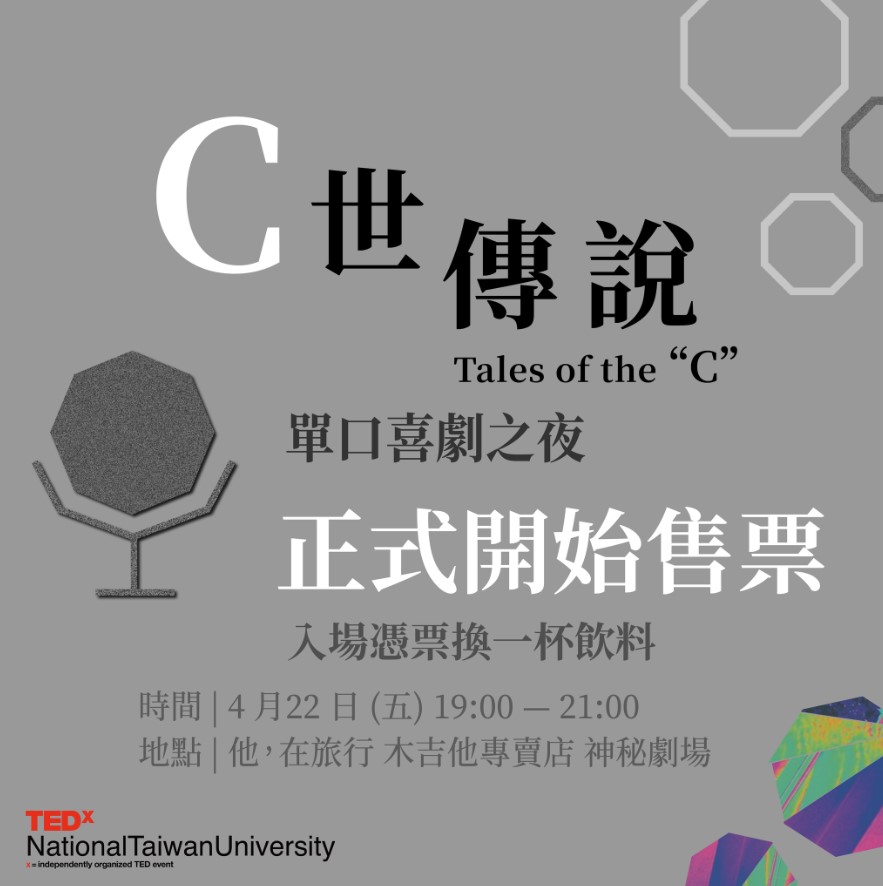 C世傳說
Tales of the “C”
單口喜劇之夜
正式開始售票
入場憑票換一杯飲料
時間 | 4 月22 日 (五) 19:00 — 21:00
地點 | 他,在旅行 木吉他專賣店 神秘劇場
TEDx
NationalTaiwanUniversity
x = independently organized TED event